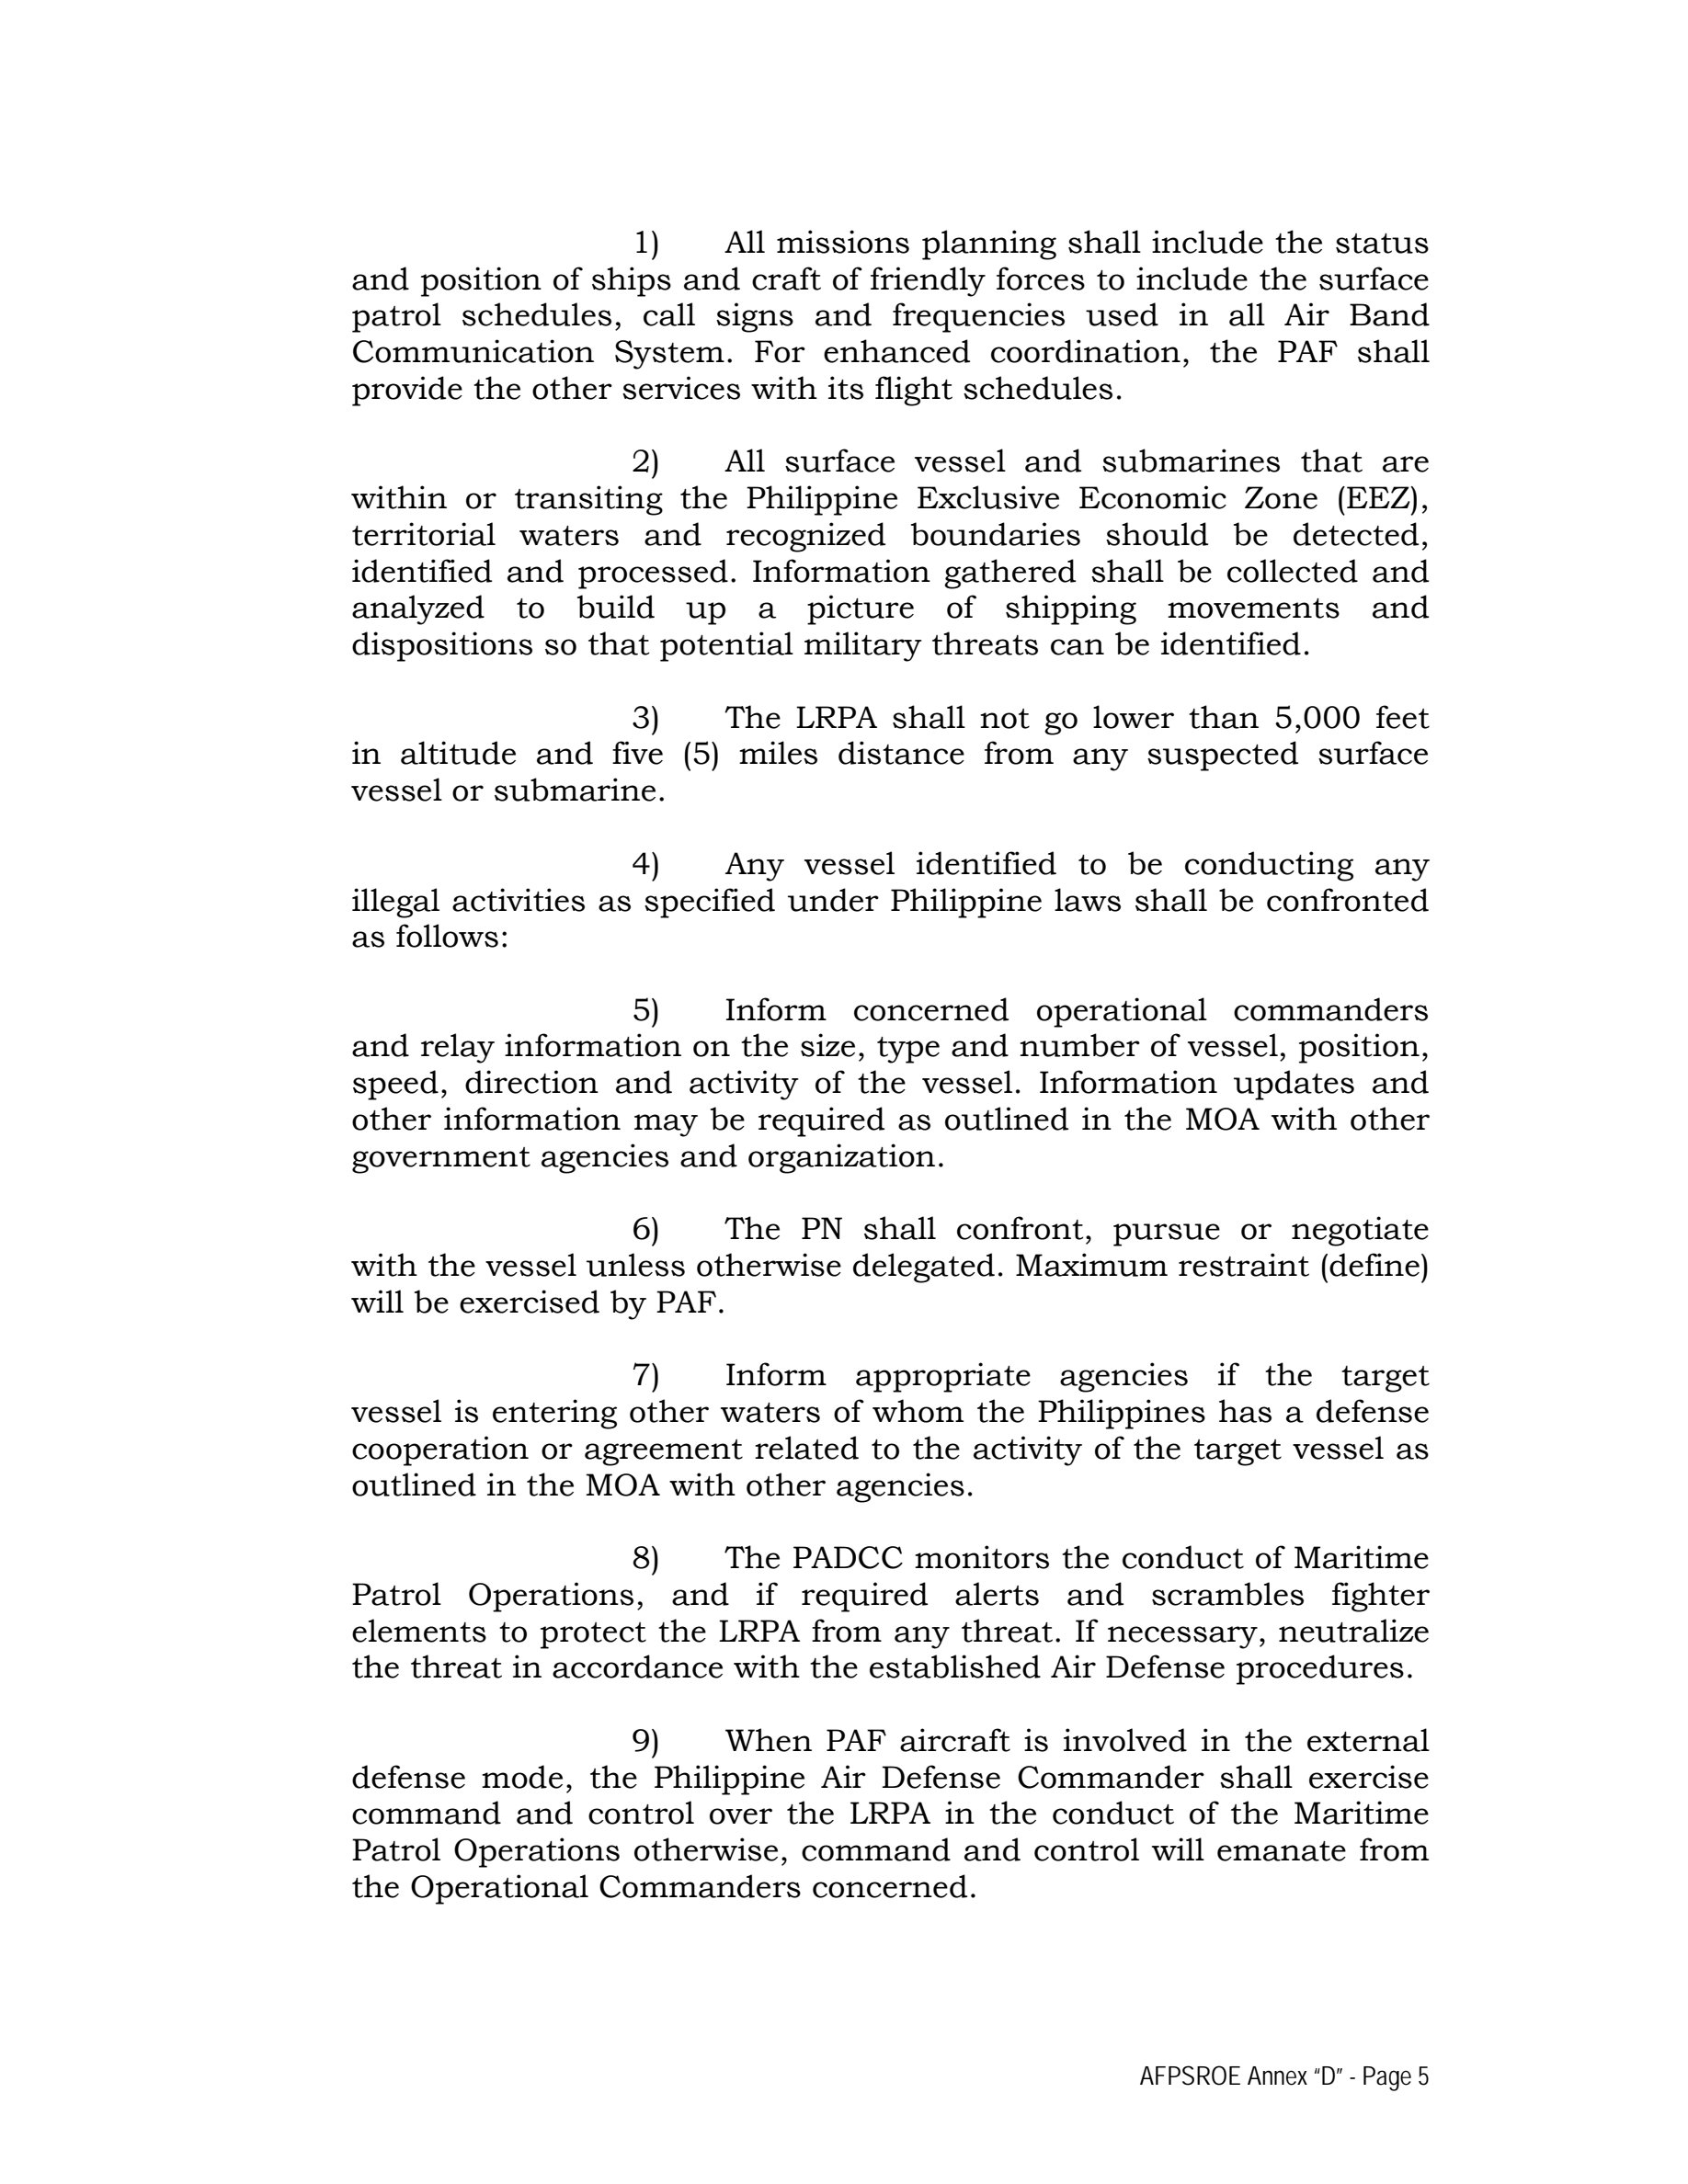 1) All missions planning shall include the status
and position of ships and craft of friendly forces to include the surface
patrol schedules, call signs and frequencies used in all Air Band
Communication System. For enhanced coordination, the PAF shall
provide the other services with its flight schedules.
2) All surface vessel and submarines that are
within or transiting the Philippine Exclusive Economic Zone (EEZ),
territorial waters and recognized boundaries should be detected,
identified and processed. Information gathered shall be collected and
analyzed to build up a picture of shipping movements and
dispositions so that potential military threats can be identified.
3) The LRPA shall not go lower than 5,000 feet
in altitude and five (5) miles distance from any suspected surface
vessel or submarine.
4) Any vessel identified to be conducting any
illegal activities as specified under Philippine laws shall be confronted
as follows:
5) Inform concerned operational commanders
and relay information on the size, type and number of vessel, position,
speed, direction and activity of the vessel. Information updates and
other information may be required as outlined in the MOA with other
government agencies and organization.
6) The PN shall confront, pursue or negotiate
with the vessel unless otherwise delegated. Maximum restraint (define)
will be exercised by PAF.
7) Inform appropriate agencies if the target
vessel is entering other waters of whom the Philippines has a defense
cooperation or agreement related to the activity of the target vessel as
outlined in the MOA with other agencies.
8) The PADCC monitors the conduct of Maritime
Patrol Operations, and if required alerts and scrambles fighter
elements to protect the LRPA from any threat. If necessary, neutralize
the threat in accordance with the established Air Defense procedures.
9) When PAF aircraft is involved in the external
defense mode, the Philippine Air Defense Commander shall exercise
command and control over the LRPA in the conduct of the Maritime
Patrol Operations otherwise, command and control will emanate from
the Operational Commanders concerned.
AFPSROE Annex “D” - Page 5